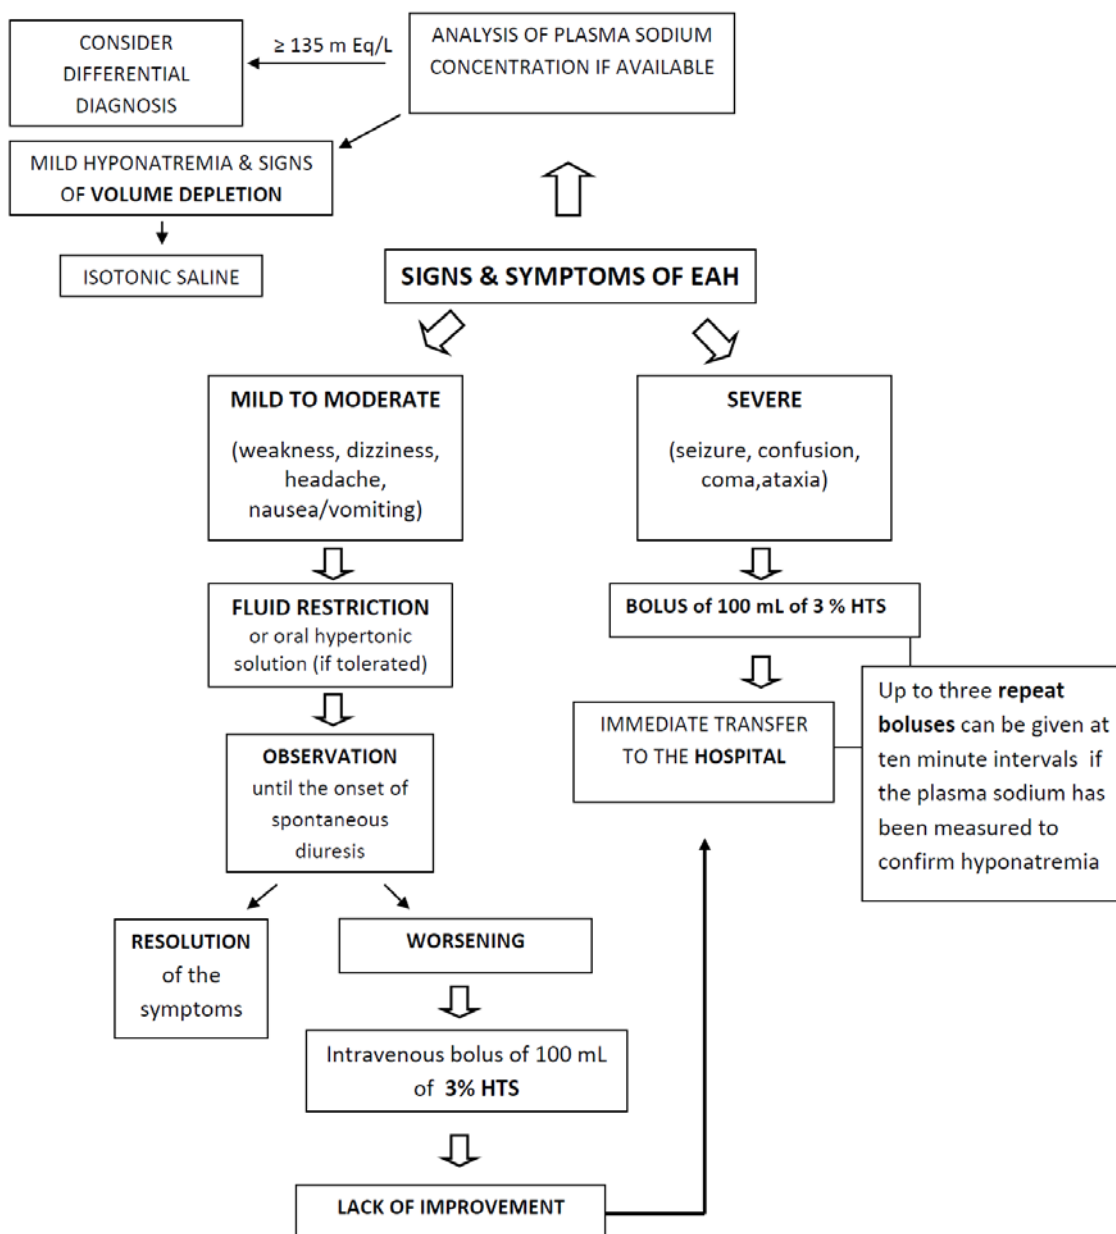 CONSIDER
DIFFERENTIAL
DIAGNOSIS
≥ 135 m Eq/L
ANALYSIS OF PLASMA SODIUM
CONCENTRATION IF AVAILABLE
MILD HYPONATREMIA & SIGNS
OF VOLUME DEPLETION
ISOTONIC SALINE
SIGNS & SYMPTOMS OF EAH
MILD TO MODERATE
(weakness, dizziness,
headache,
nausea/vomiting)
SEVERE
(seizure, confusion,
coma,ataxia)
FLUID RESTRICTION
or oral hypertonic
solution (if tolerated)
BOLUS of 100 mL of 3 % HTS
OBSERVATION
until the onset of
spontaneous
diuresis
IMMEDIATE TRANSFER
TO THE HOSPITAL
Up to three repeat
boluses can be given at
ten minute intervals if
the plasma sodium has
been measured to
confirm hyponatremia
RESOLUTION
of the
symptoms
WORSENING
Intravenous bolus of 100 mL
of 3% HTS
LACK OF IMPROVEMENT